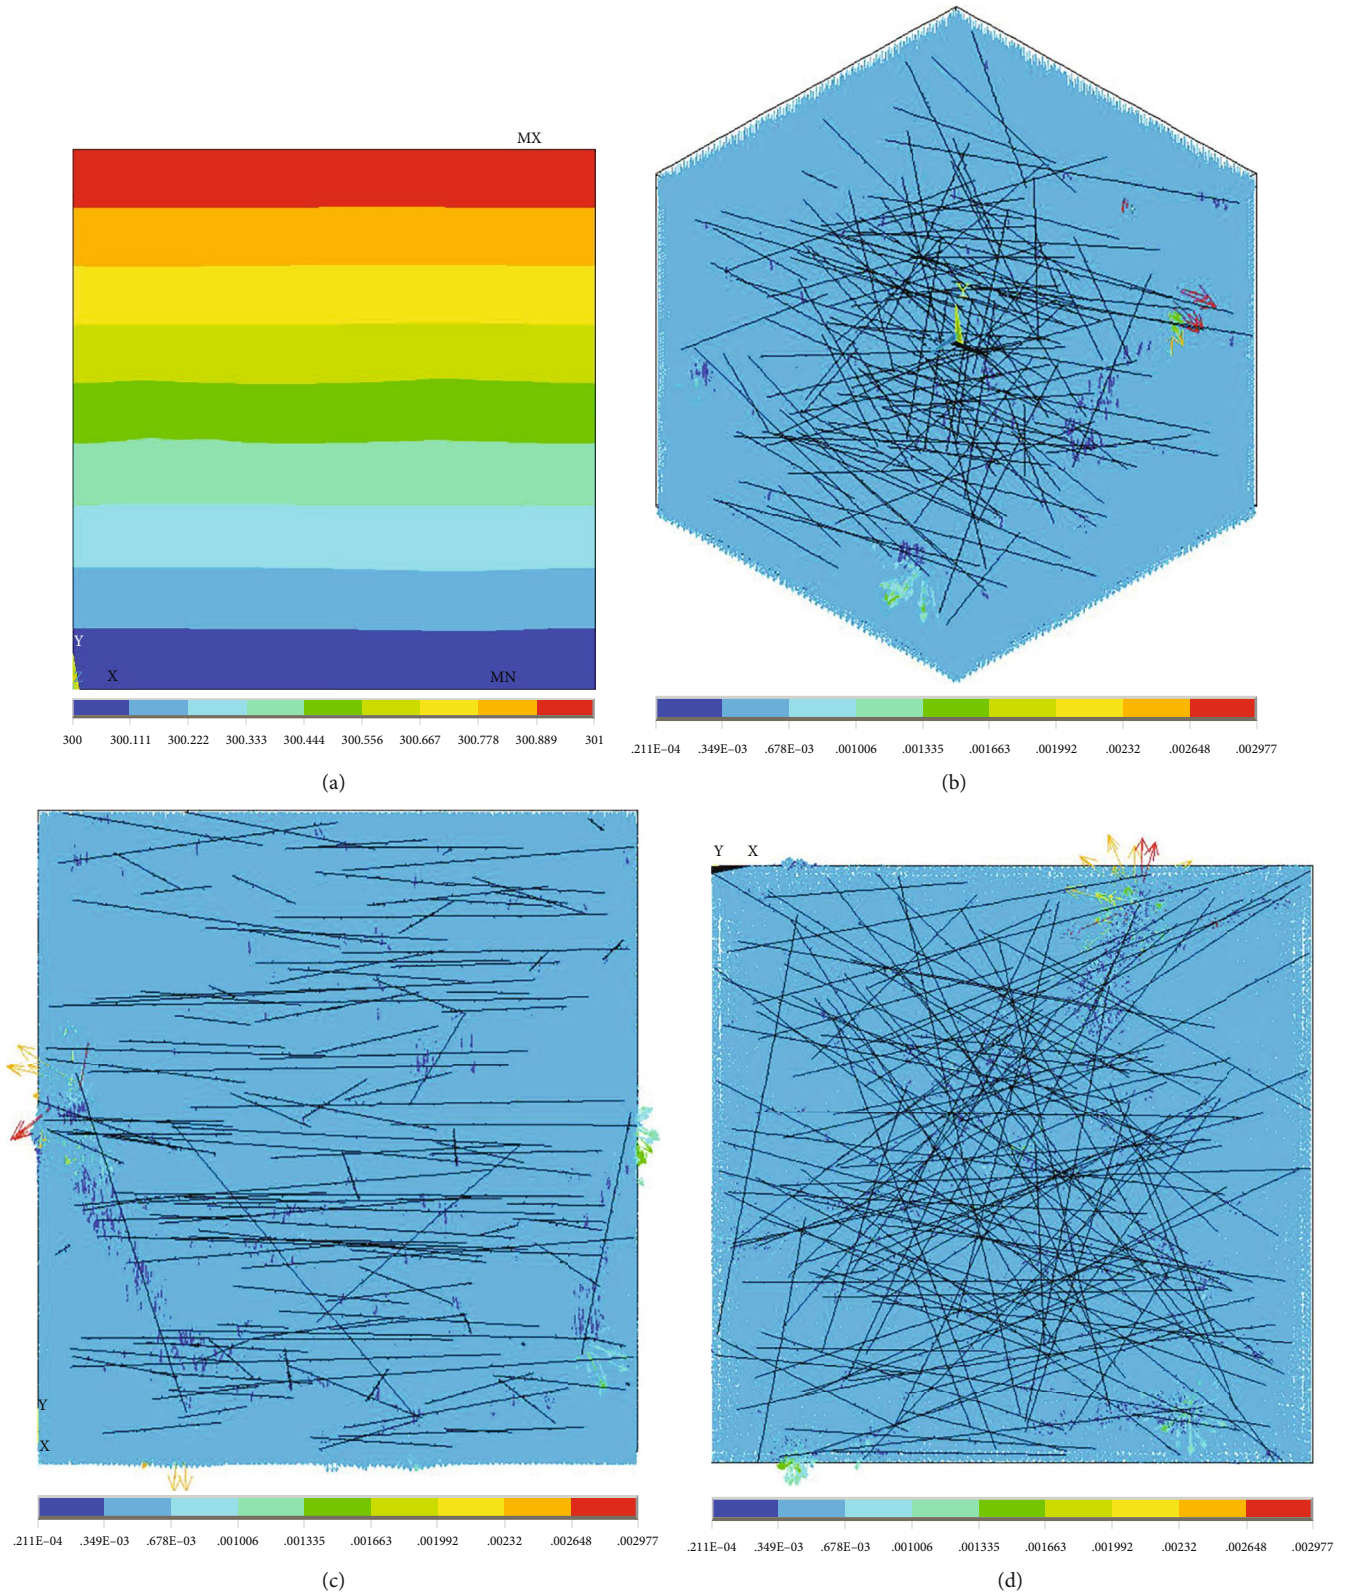 MX
Y
Z
X
MN
300 300.111 300.222 300.333 300.444 300.556 300.667 300.778 300.889 301
(a)
Y
.211E–04 .349E–03 .678E–03 .001006 .001335 .001663 .001992 .00232 .002648 .002977
(b)
Y
X
.211E–04 .349E–03 .678E–03 .001006 .001335 .001663 .001992 .00232 .002648 .002977
(c)
Y X
.211E–04 .349E–03 .678E–03 .001006 .001335 .001663 .001992 .00232 .002648 .002977
(d)